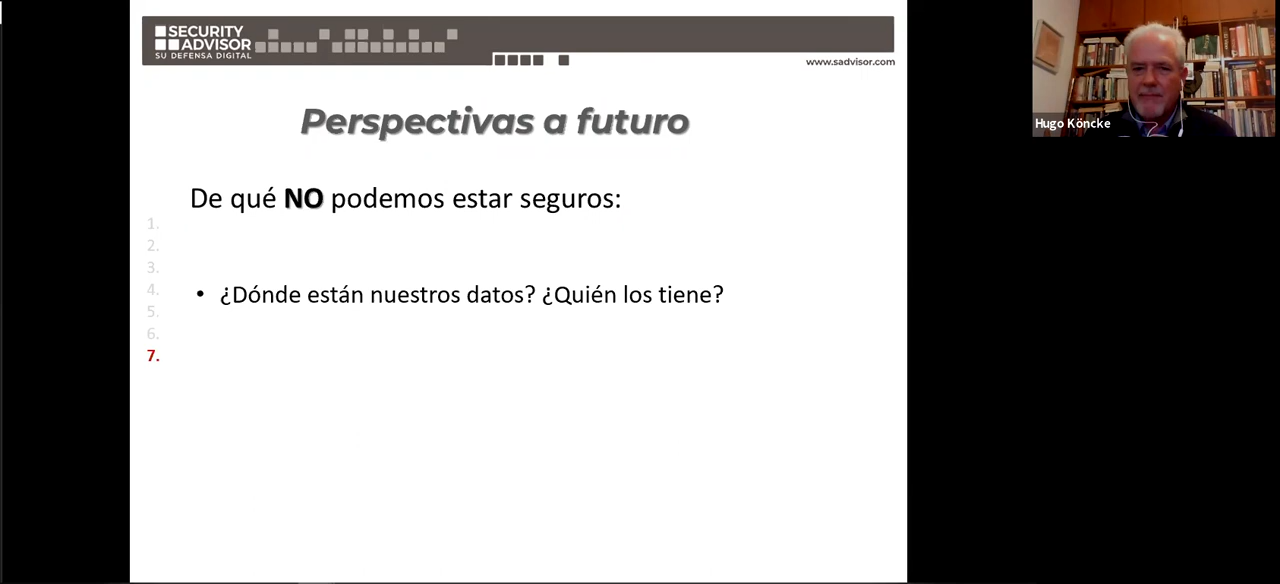 SECURITY
ADVISOR
SU DEFENSA DIGITAL
www.sadvisor.com
Perspectivas a futuro
De qué NO podemos estar seguros:
1.
2.
3.
4.
5.
6.
7.
• ¿Dónde están nuestros datos? ¿Quién los tiene?
Hugo Köncke